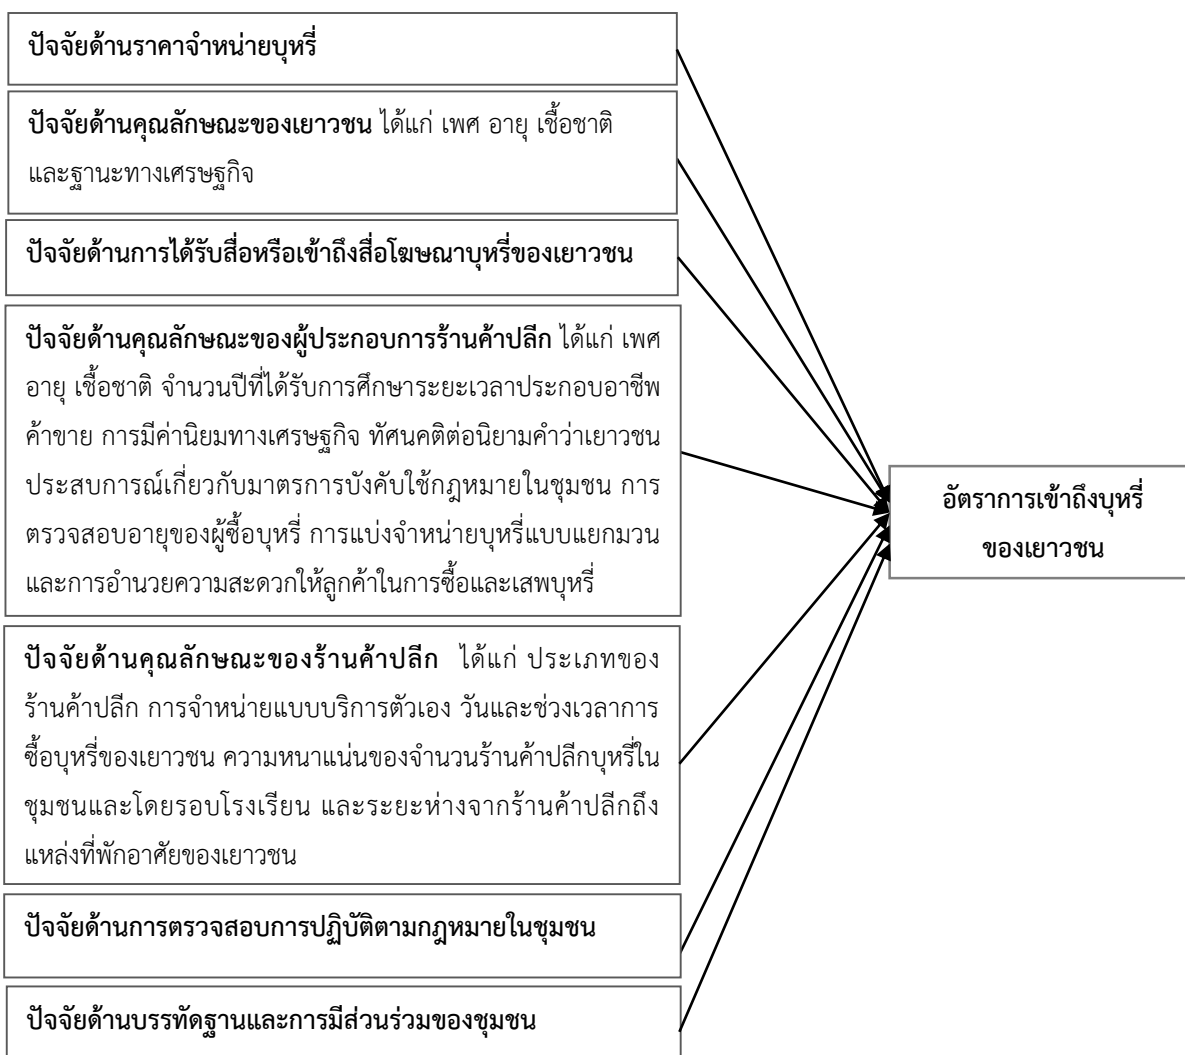 ปัจจัยด้านราคาจำหน่ายบุหรี่
ปัจจัยด้านคุณลักษณะของเยาวชน ได้แก่ เพศ อายุ เชื้อชาติ
และฐานะทางเศรษฐกิจ
ปัจจัยด้านการได้รับสื่อหรือเข้าถึงสื่อโฆษณาบุหรี่ของเยาวชน
ปัจจัยด้านคุณลักษณะของผู้ประกอบการร้านค้าปลีก ได้แก่ เพศ
อายุ เชื้อชาติ จำนวนปีที่ได้รับการศึกษาระยะเวลาประกอบอาชีพ
ค้าขาย การมีค่านิยมทางเศรษฐกิจ ทัศนคติต่อนิยามคำว่าเยาวชน
ประสบการณ์เกี่ยวกับมาตรการบังคับใช้กฎหมายในชุมชน การ
ตรวจสอบอายุของผู้ซื้อบุหรี่ การแบ่งจำหน่ายบุหรี่แบบแยกมวน
และการอำนวยความสะดวกให้ลูกค้าในการซื้อและเสพบุหรี่
ปัจจัยด้านคุณลักษณะของร้านค้าปลีก ได้แก่ ประเภทของ
ร้านค้าปลีก การจำหน่ายแบบบริการตัวเอง วันและช่วงเวลาการ
ซื้อบุหรี่ของเยาวชน ความหนาแน่นของจำนวนร้านค้าปลีกบุหรี่ใน
ชุมชนและโดยรอบโรงเรียน และระยะห่างจากร้านค้าปลีกถึง
แหล่งที่พักอาศัยของเยาวชน
ปัจจัยด้านการตรวจสอบการปฏิบัติตามกฎหมายในชุมชน
ปัจจัยด้านบรรทัดฐานและการมีส่วนร่วมของชุมชน
อัตราการเข้าถึงบุหรี่
ของเยาวชน